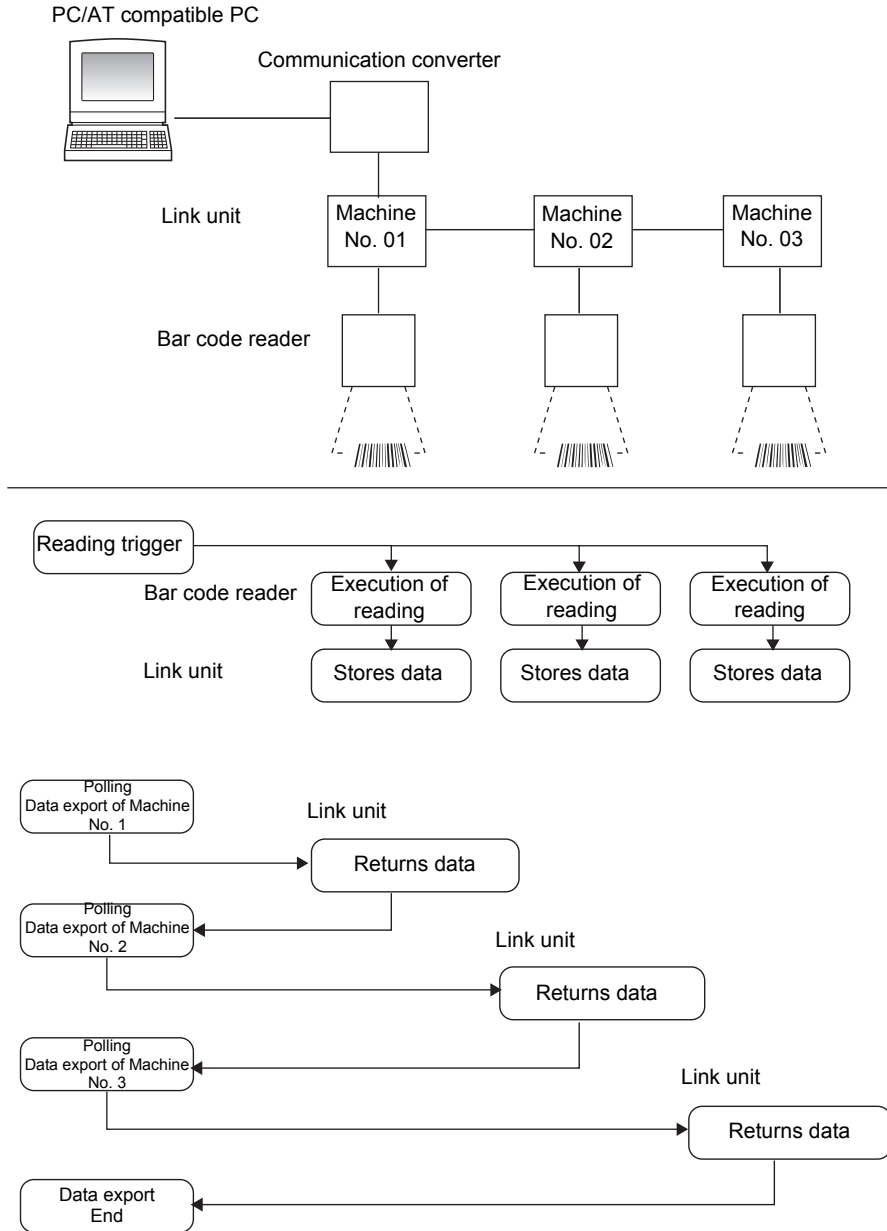 PC/AT compatible PC
Communication converter
Link unit
Machine
No. 01
Machine
No. 02
Machine
No. 03
Bar code reader
Reading trigger
Bar code reader
Execution of
reading
Execution of
reading
Execution of
reading
Link unit
Stores data
Stores data
Stores data
Polling
Data export of Machine
No. 1
Link unit
Returns data
Polling
Data export of Machine
No. 2
Link unit
Returns data
Polling
Data export of Machine
No. 3
Link unit
Returns data
Data export
End